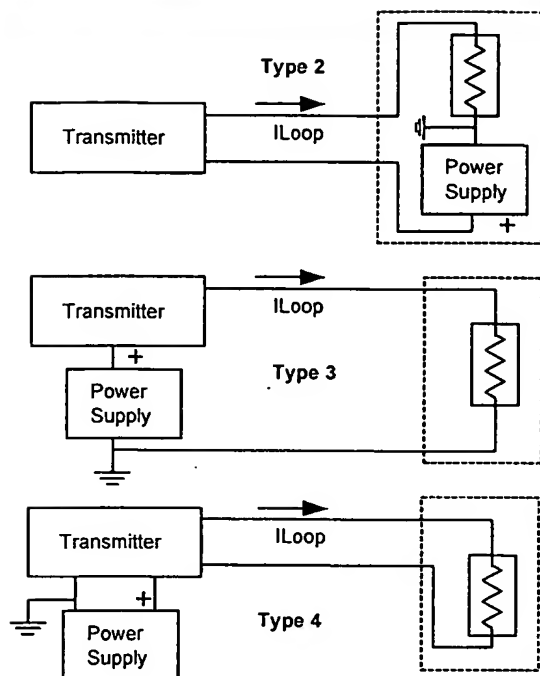 Type 2
Transmitter
ILoop
Power
Supply
+
Transmitter
ILoop
+
Type 3
Power
Supply
Transmitter
ILoop
+
Type 4
Power
Supply